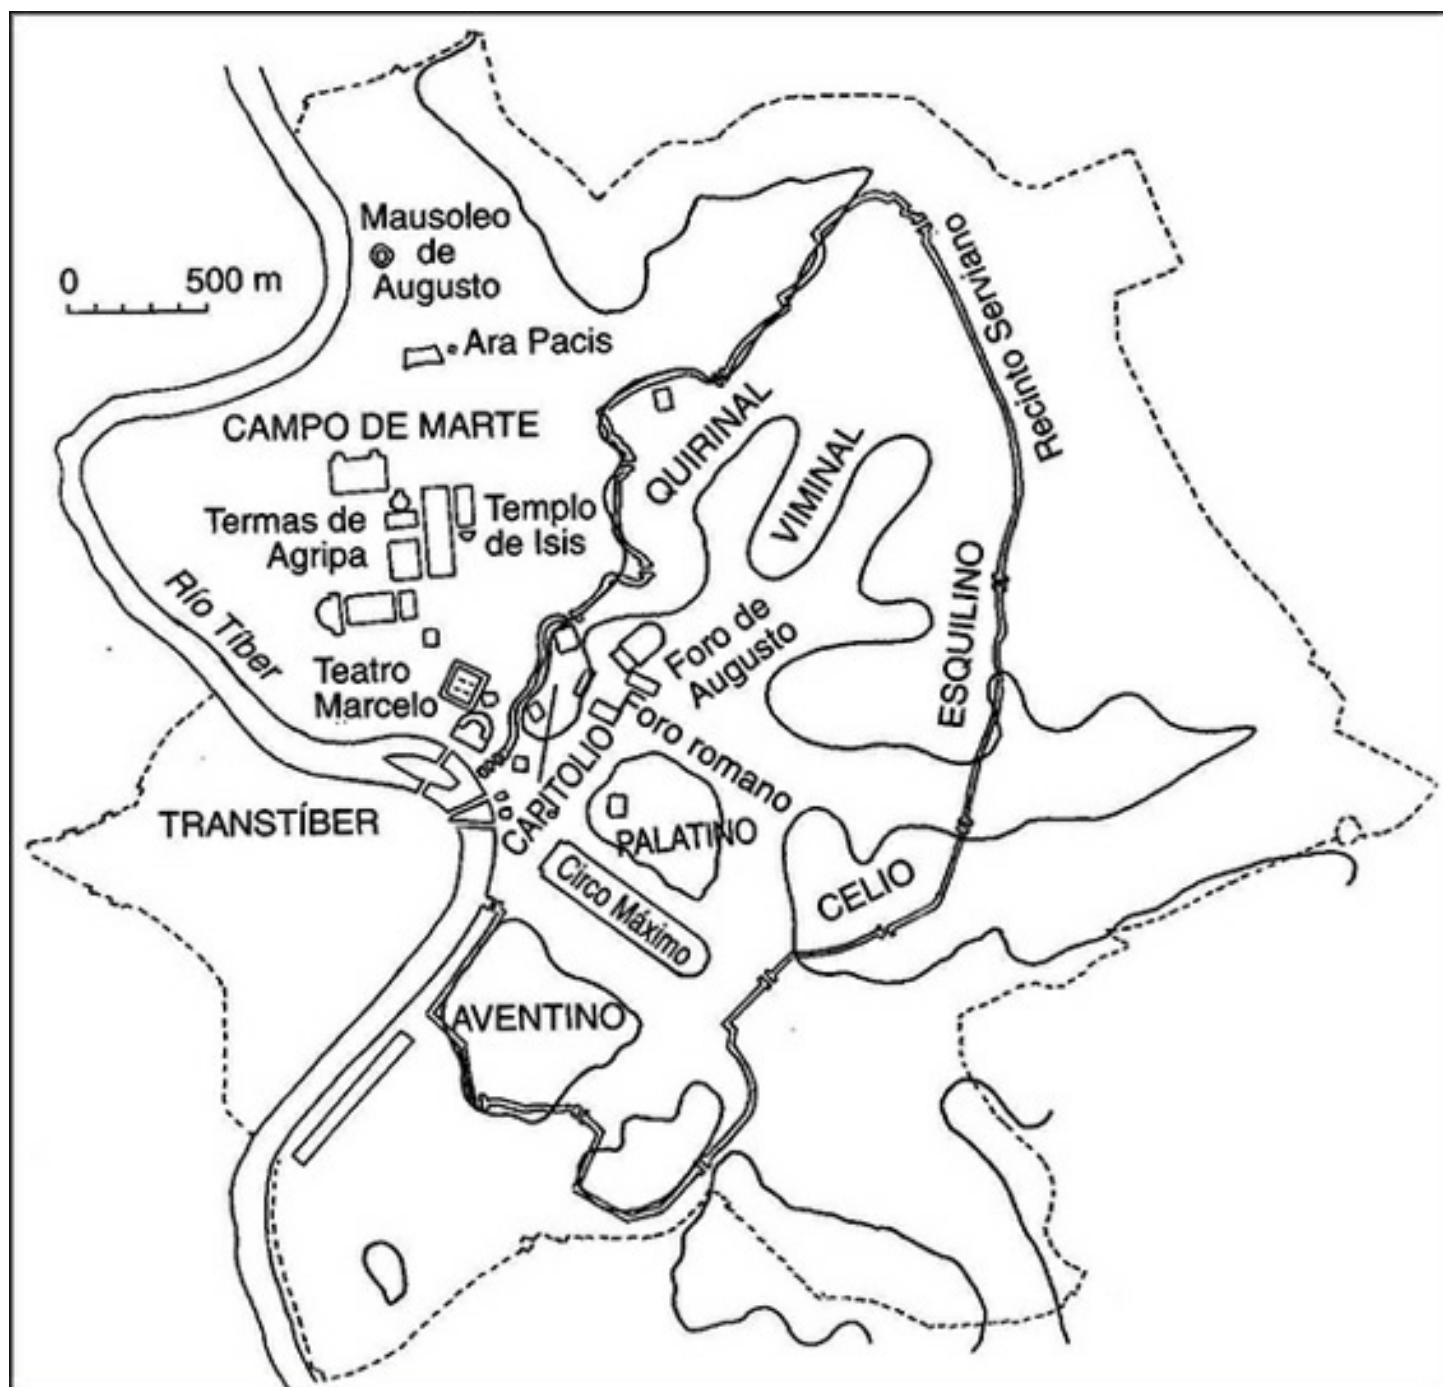 Mausoleo
de
Augusto
0 500 m
Ara Pacis
CAMPO DE MARTE
Recinto Serviano
QUIRINAL
VIMINAL
Termas de
Agripa
Templo
de Isis
Río Tíber
ESQUILINO
Foro de
Augusto
Teatro
Marcelo
Foro romano
CAPITOLIO
TRANSTÍBER
PALATINO
Circo Máximo
CELIO
AVENTINO